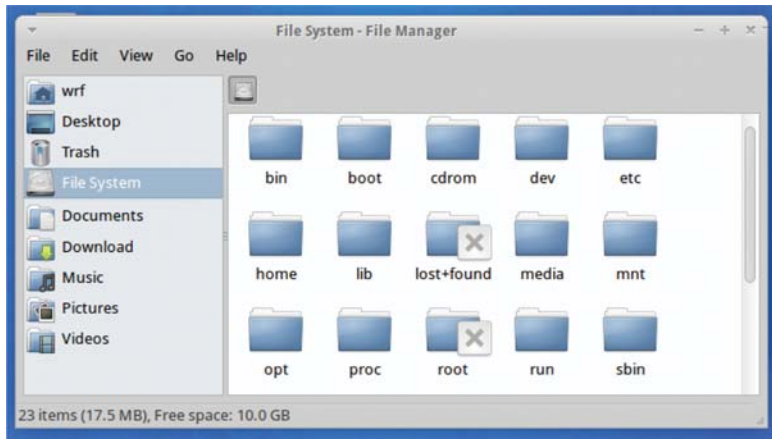 File System - File Manager
File Edit View Go Help
wrf
Desktop
Trash
File System
Documents
Download
Music
Pictures
Videos
bin boot cdrom dev etc
home lib lost+found media mnt
opt proc root run sbin
23 items (17.5 MB), Free space: 10.0 GB